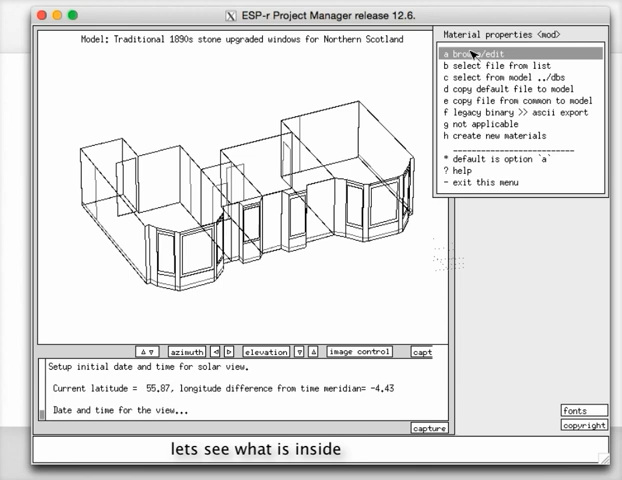 ESP-r Project Manager release 12.6.
Model: Traditional 1890s stone upgraded windows for Northern Scotland
Material properties <mod>
a browse/edit
b select file from list
c select from model ../dbs
d copy default file to model
e copy file from common to model
f legacy binary >> ascii export
g not applicable
h create new materials
* default is option `a`
? help
- exit this menu
azimuth
elevation
image control
capt
Setup initial date and time for solar view.
Current latitude = 55.87, longitude difference from time meridian= -4.43
Date and time for the view...
capture
fonts
copyright
lets see what is inside